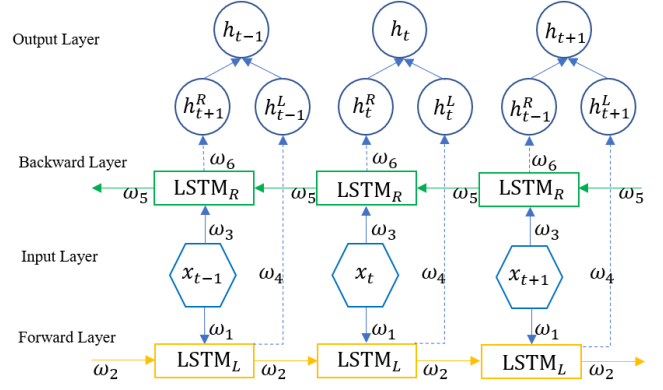 Output Layer h_{t-1} h_t h_{t+1}
h^R_{t+1} h^L_{t-1} h^R_t h^L_t h^R_{t-1} h^L_{t+1}
Backward Layer ω_6 ω_6 ω_6
ω_5 LSTM_R ω_5 LSTM_R ω_5 LSTM_R ω_5
ω_3 ω_3 ω_3
Input Layer x_{t-1} ω_4 x_t ω_4 x_{t+1} ω_4
Forward Layer ω_1 ω_1 ω_1
ω_2 LSTM_L ω_2 LSTM_L ω_2 LSTM_L ω_2